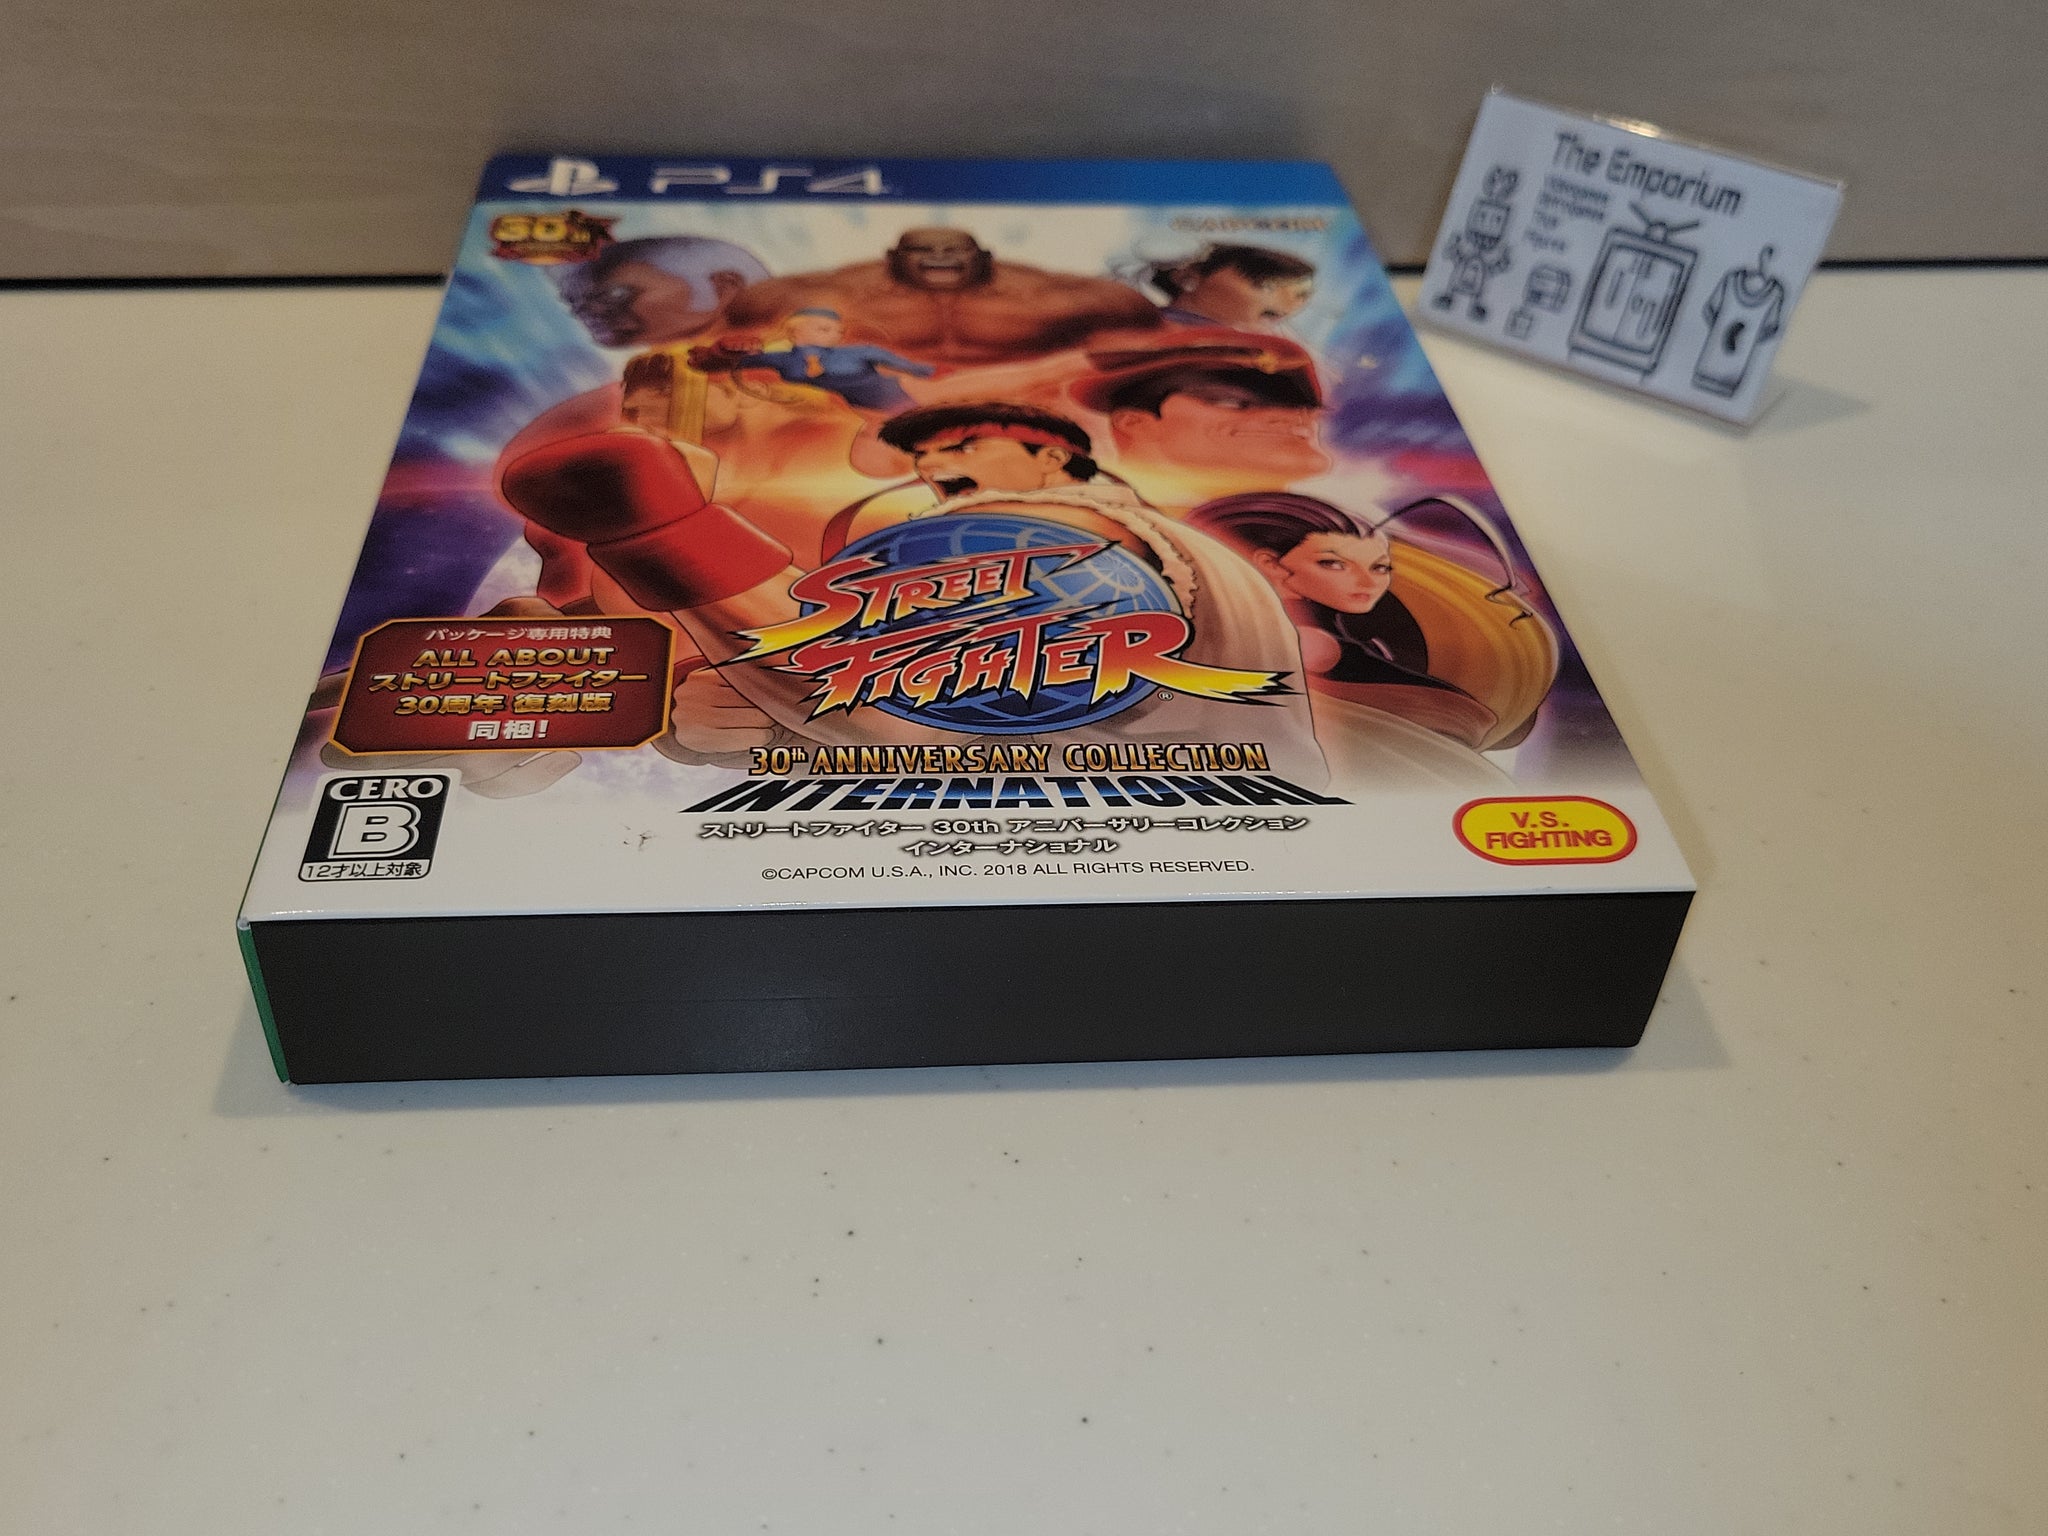 PS4
30th
CAPCOM
STREET
FIGHTER
®
30th ANNIVERSARY COLLECTION
INTERNATIONAL
ストリートファイター 30th アニバーサリーコレクション
インターナショナル
©CAPCOM U.S.A., INC. 2018 ALL RIGHTS RESERVED.
パッケージ専用特典
ALL ABOUT
ストリートファイター
30周年 復刻版
同梱!
CERO
B
12才以上対象
V.S.
FIGHTING
The Emporium